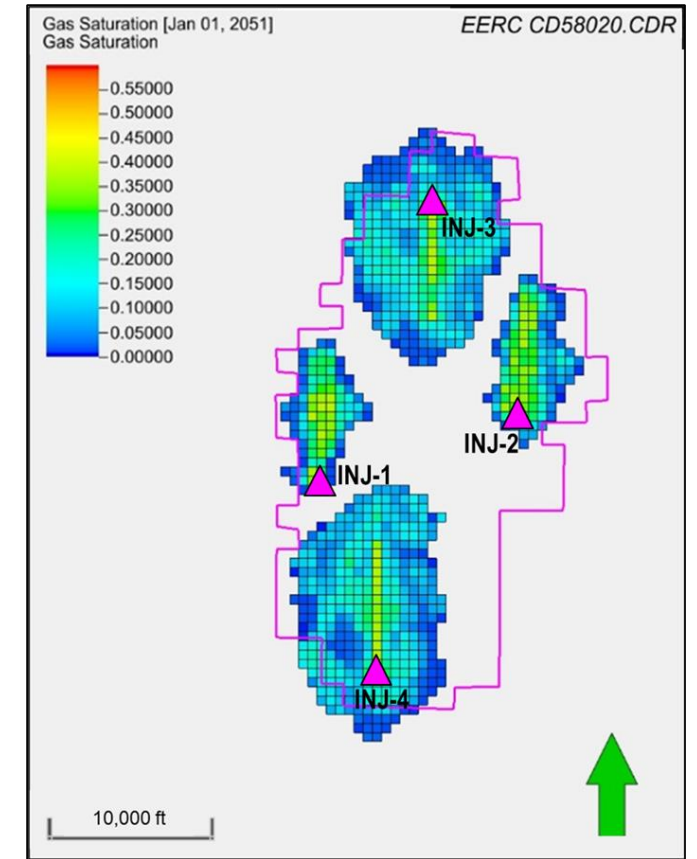 Gas Saturation [Jan 01, 2051]
Gas Saturation
EERC CD58020.CDR
0.55000
0.50000
0.45000
0.40000
0.35000
0.30000
0.25000
0.20000
0.15000
0.10000
0.05000
0.00000
INJ-3
INJ-2
INJ-1
INJ-4
10,000 ft